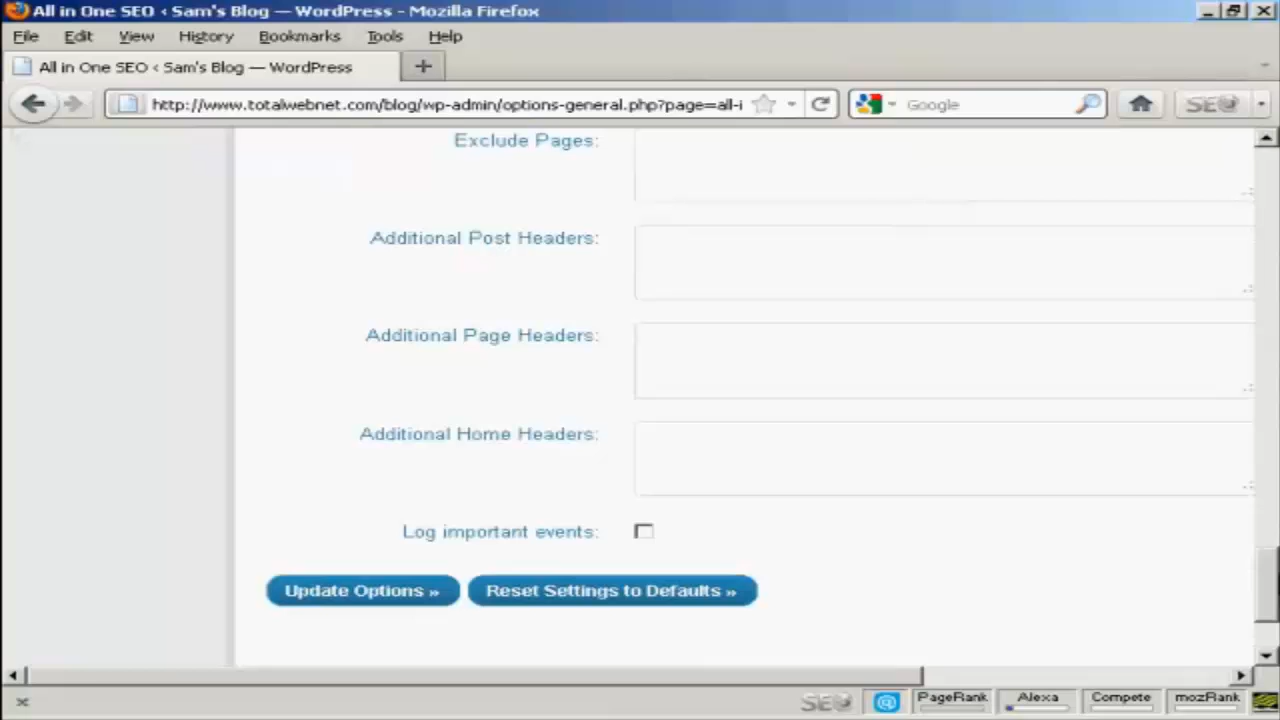 All in One SEO ‹ Sam's Blog — WordPress - Mozilla Firefox
File Edit View History Bookmarks Tools Help
All in One SEO ‹ Sam's Blog — WordPress
http://www.totalwebnet.com/blog/wp-admin/options-general.php?page=all-i Google SEO
Exclude Pages:
Additional Post Headers:
Additional Page Headers:
Additional Home Headers:
Log important events:
Update Options » Reset Settings to Defaults »
SEO PageRank Alexa Compete mozRank